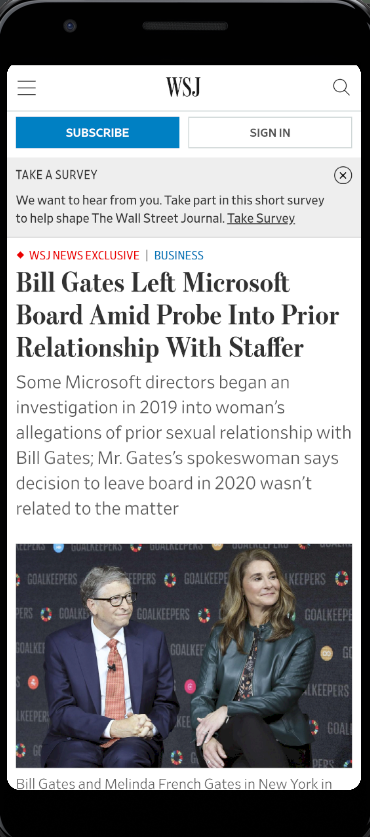 WSJ
SUBSCRIBE
SIGN IN
TAKE A SURVEY
We want to hear from you. Take part in this short survey
to help shape The Wall Street Journal. Take Survey
WSJ NEWS EXCLUSIVE | BUSINESS
Bill Gates Left Microsoft
Board Amid Probe Into Prior
Relationship With Staffer
Some Microsoft directors began an
investigation in 2019 into woman's
allegations of prior sexual relationship with
Bill Gates; Mr. Gates's spokeswoman says
decision to leave board in 2020 wasn't
related to the matter
GOALKEEPERS
GOALKEEPERS
GOALKEEPERS
Bill Gates and Melinda French Gates in New York in